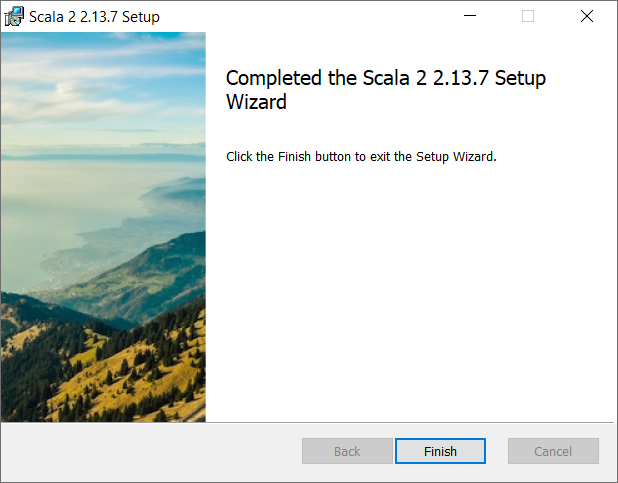 Scala 2 2.13.7 Setup
Completed the Scala 2 2.13.7 Setup
Wizard
Click the Finish button to exit the Setup Wizard.
Back
Finish
Cancel